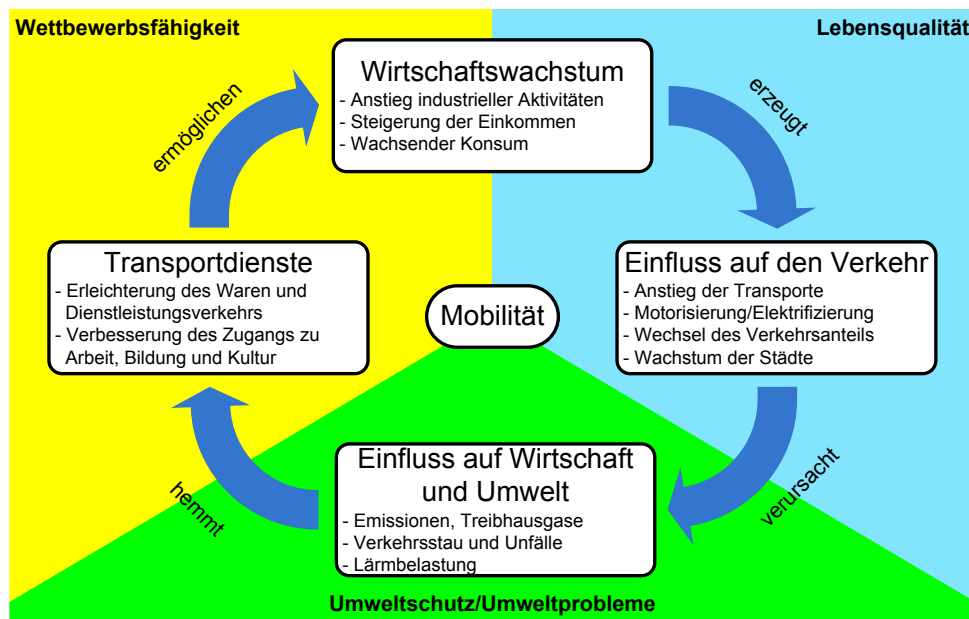 Wettbewerbsfähigkeit
Lebensqualität
Wirtschaftswachstum
- Anstieg industrieller Aktivitäten
- Steigerung der Einkommen
- Wachsender Konsum
ermöglichen
erzeugt
Transportdienste
- Erleichterung des Waren und
Dienstleistungsverkehrs
- Verbesserung des Zugangs zu
Arbeit, Bildung und Kultur
Mobilität
Einfluss auf den Verkehr
- Anstieg der Transporte
- Motorisierung/Elektrifizierung
- Wechsel des Verkehrsanteils
- Wachstum der Städte
hemmt
Einfluss auf Wirtschaft
und Umwelt
- Emissionen, Treibhausgase
- Verkehrsstau und Unfälle
- Lärmbelastung
verursacht
Umweltschutz/Umweltprobleme